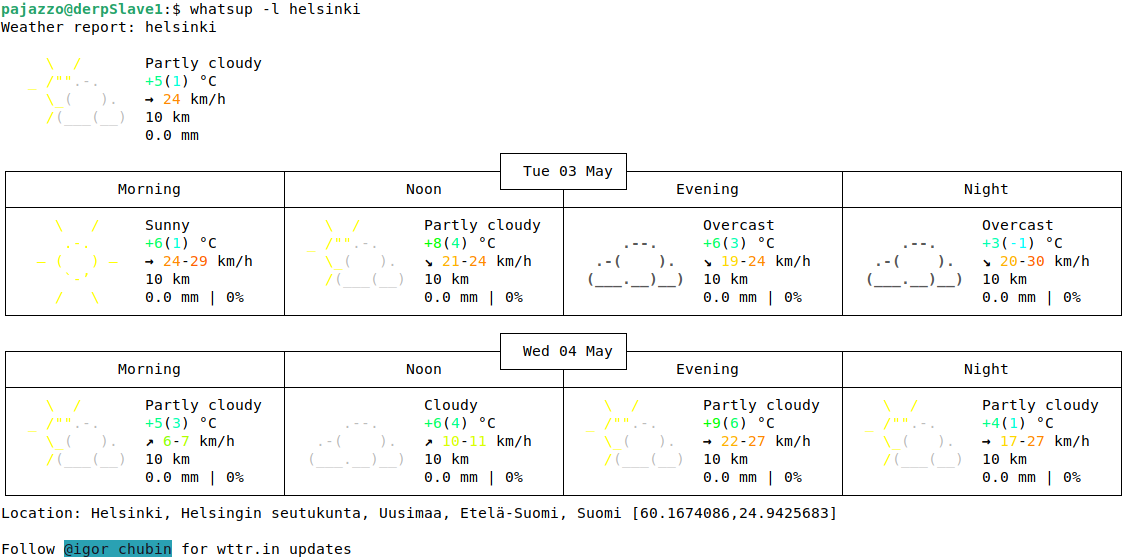 pajazzo@derpSlave1:$ whatsup -l helsinki
Weather report: helsinki
Partly cloudy
+5(1) °C
→ 24 km/h
10 km
0.0 mm
Tue 03 May
Morning Noon Evening Night
Sunny Partly cloudy Overcast Overcast
+6(1) °C +8(4) °C +6(3) °C +3(-1) °C
→ 24-29 km/h ↘ 21-24 km/h ↘ 19-24 km/h ↘ 20-30 km/h
10 km 10 km 10 km 10 km
0.0 mm | 0% 0.0 mm | 0% 0.0 mm | 0% 0.0 mm | 0%
Wed 04 May
Morning Noon Evening Night
Partly cloudy Cloudy Partly cloudy Partly cloudy
+5(3) °C +6(4) °C +9(6) °C +4(1) °C
↗ 6-7 km/h ↗ 10-11 km/h → 22-27 km/h → 17-27 km/h
10 km 10 km 10 km 10 km
0.0 mm | 0% 0.0 mm | 0% 0.0 mm | 0% 0.0 mm | 0%
Location: Helsinki, Helsingin seutukunta, Uusimaa, Etelä-Suomi, Suomi [60.1674086,24.9425683]
Follow @igor_chubin for wttr.in updates